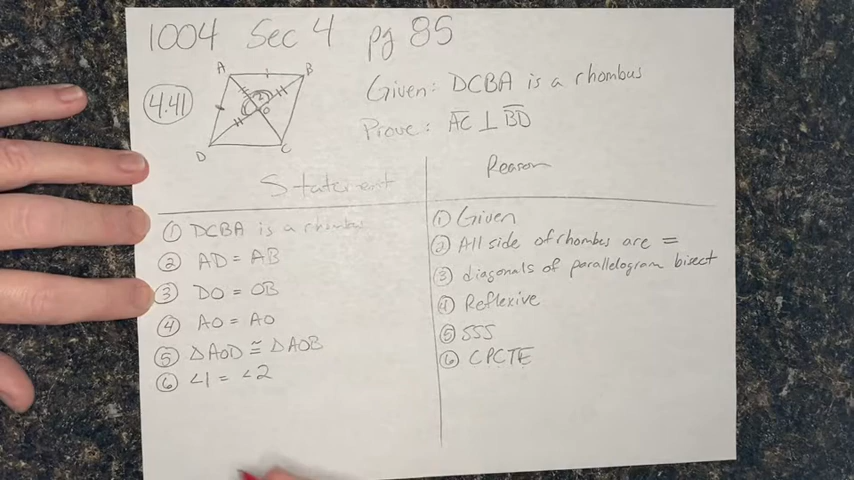 1004 Sec 4 pg 85
4.41
A B
1 2
O
D C
Given: DCBA is a rhombus
Prove: AC ⊥ BD
Statement Reason
① DCBA is a rhombus ① Given
② AD = AB ② All side of rhombus are =
③ DO = OB ③ diagonals of parallelogram bisect
④ AO = AO ④ Reflexive
⑤ △AOD ≅ △AOB ⑤ SSS
⑥ ∠1 = ∠2 ⑥ CPCTE